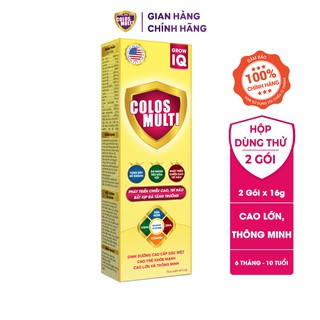 COLOS
MULTI
GIAN HÀNG
CHÍNH HÃNG
GROW
IQ
COLOS
MULTI
PHÁT TRIỂN CHIỀU CAO, TRÍ NÃO
BẮT KỊP ĐÀ TĂNG TRƯỞNG
DINH DƯỠNG CAO CẤP ĐẶC BIỆT
CHO TRẺ KHỎE MẠNH
CAO LỚN VÀ THÔNG MINH
ĐẢM BẢO
100%
CHÍNH HÃNG
HỘP
DÙNG THỬ
2 GÓI
2 Gói x 16g
CAO LỚN,
THÔNG MINH
6 THÁNG - 10 TUỔI